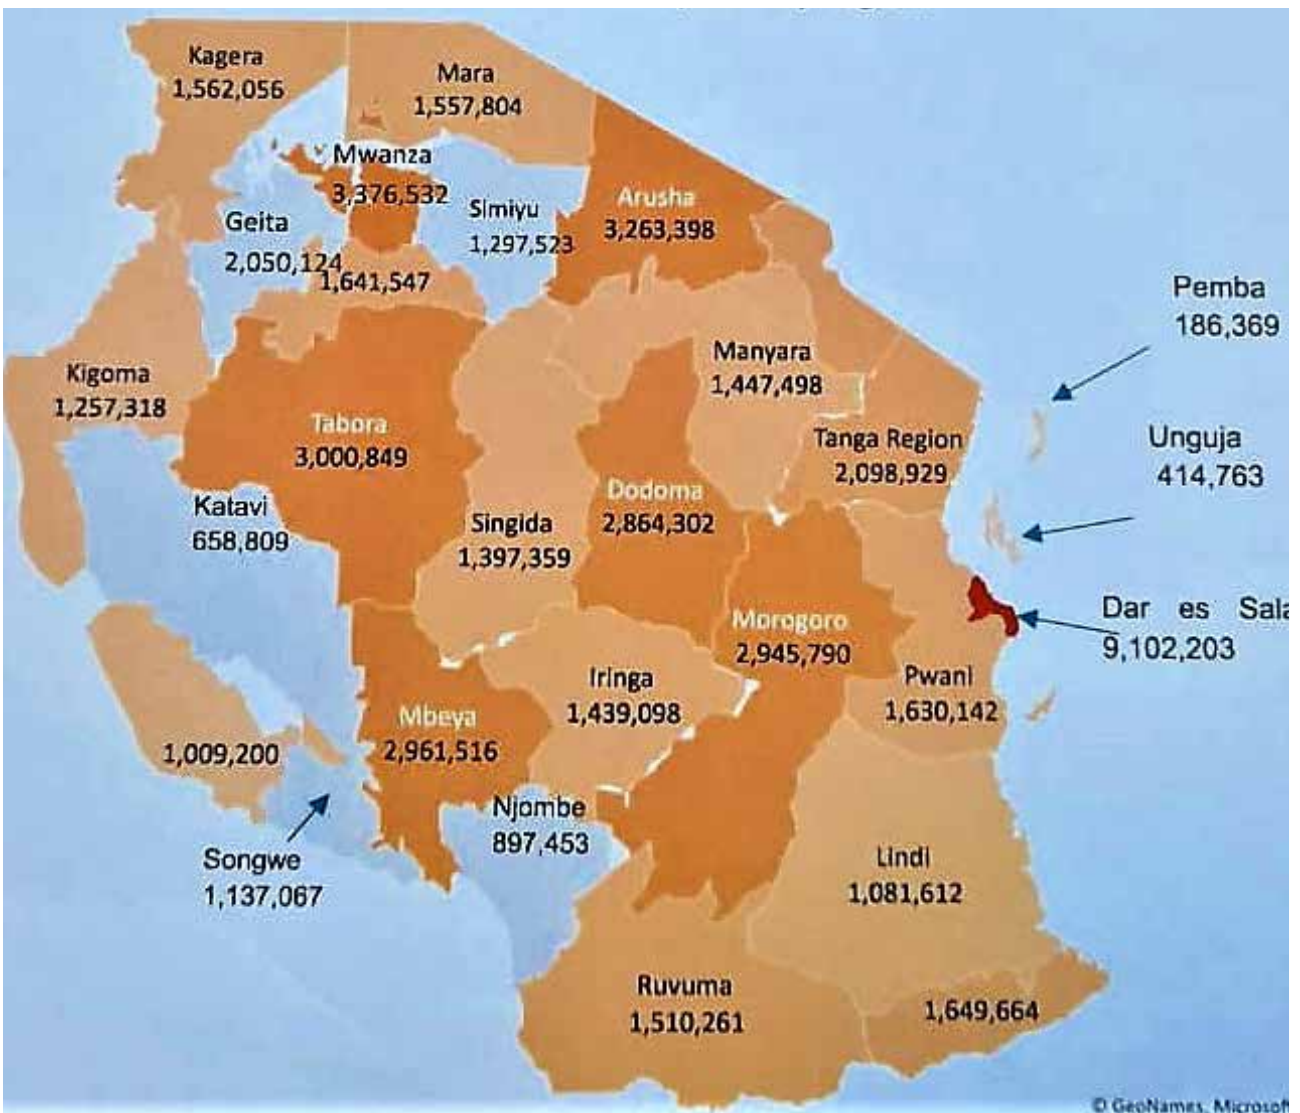 Kagera
1,562,056
Mara
1,557,804
Mwanza
3,376,532
Geita
2,050,124
Simiyu
1,297,523
Arusha
3,263,398
1,641,547
Pemba
186,369
Kigoma
1,257,318
Manyara
1,447,498
Tabora
3,000,849
Tanga Region
2,098,929
Unguja
414,763
Katavi
658,809
Singida
1,397,359
Dodoma
2,864,302
Morogoro
2,945,790
Dar es Sala
9,102,203
Iringa
1,439,098
Pwani
1,630,142
Mbeya
2,961,516
1,009,200
Njombe
897,453
Songwe
1,137,067
Lindi
1,081,612
Ruvuma
1,510,261
1,649,664
© GeoNames, Microsoft